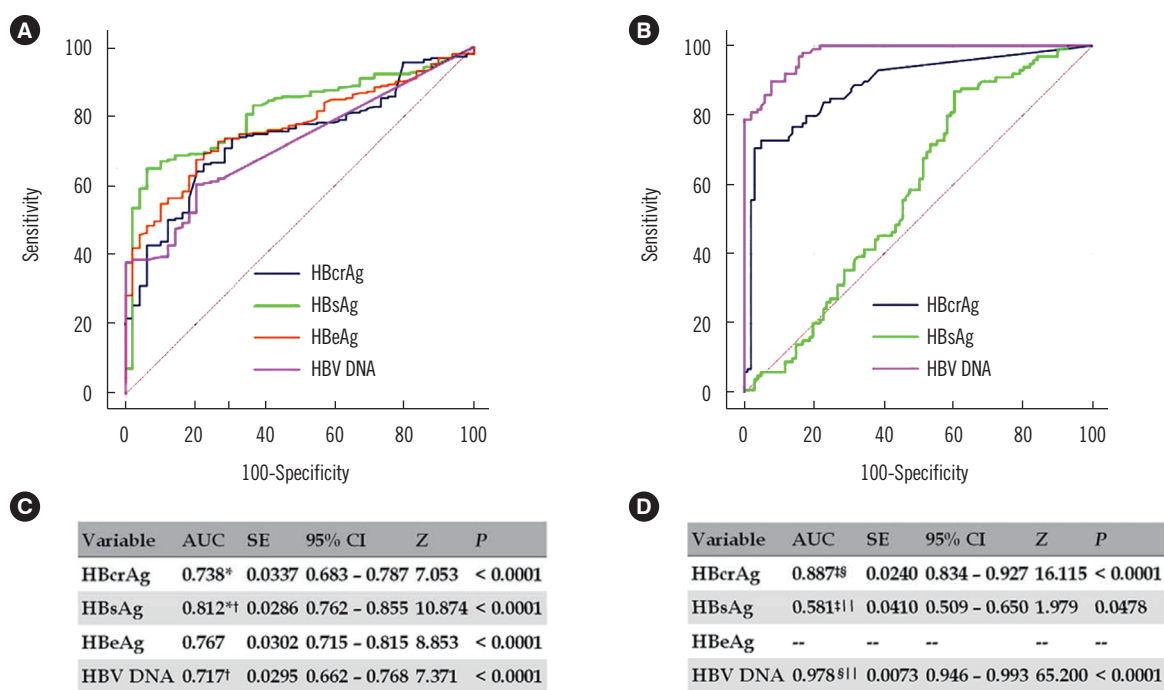 A
100
80
60
40
20
0
Sensitivity
HBcrAg
HBsAg
HBeAg
HBV DNA
0 20 40 60 80 100
100-Specificity
B
100
80
60
40
20
0
Sensitivity
HBcrAg
HBsAg
HBV DNA
0 20 40 60 80 100
100-Specificity
C
Variable AUC SE 95% CI Z P
HBcrAg 0.738* 0.0337 0.683 – 0.787 7.053 < 0.0001
HBsAg 0.812*† 0.0286 0.762 – 0.855 10.874 < 0.0001
HBeAg 0.767 0.0302 0.715 – 0.815 8.853 < 0.0001
HBV DNA 0.717† 0.0295 0.662 – 0.768 7.371 < 0.0001
D
Variable AUC SE 95% CI Z P
HBcrAg 0.887‡§ 0.0240 0.834 – 0.927 16.115 < 0.0001
HBsAg 0.581‡|| 0.0410 0.509 – 0.650 1.979 0.0478
HBeAg -- -- -- -- --
HBV DNA 0.978§|| 0.0073 0.946 – 0.993 65.200 < 0.0001